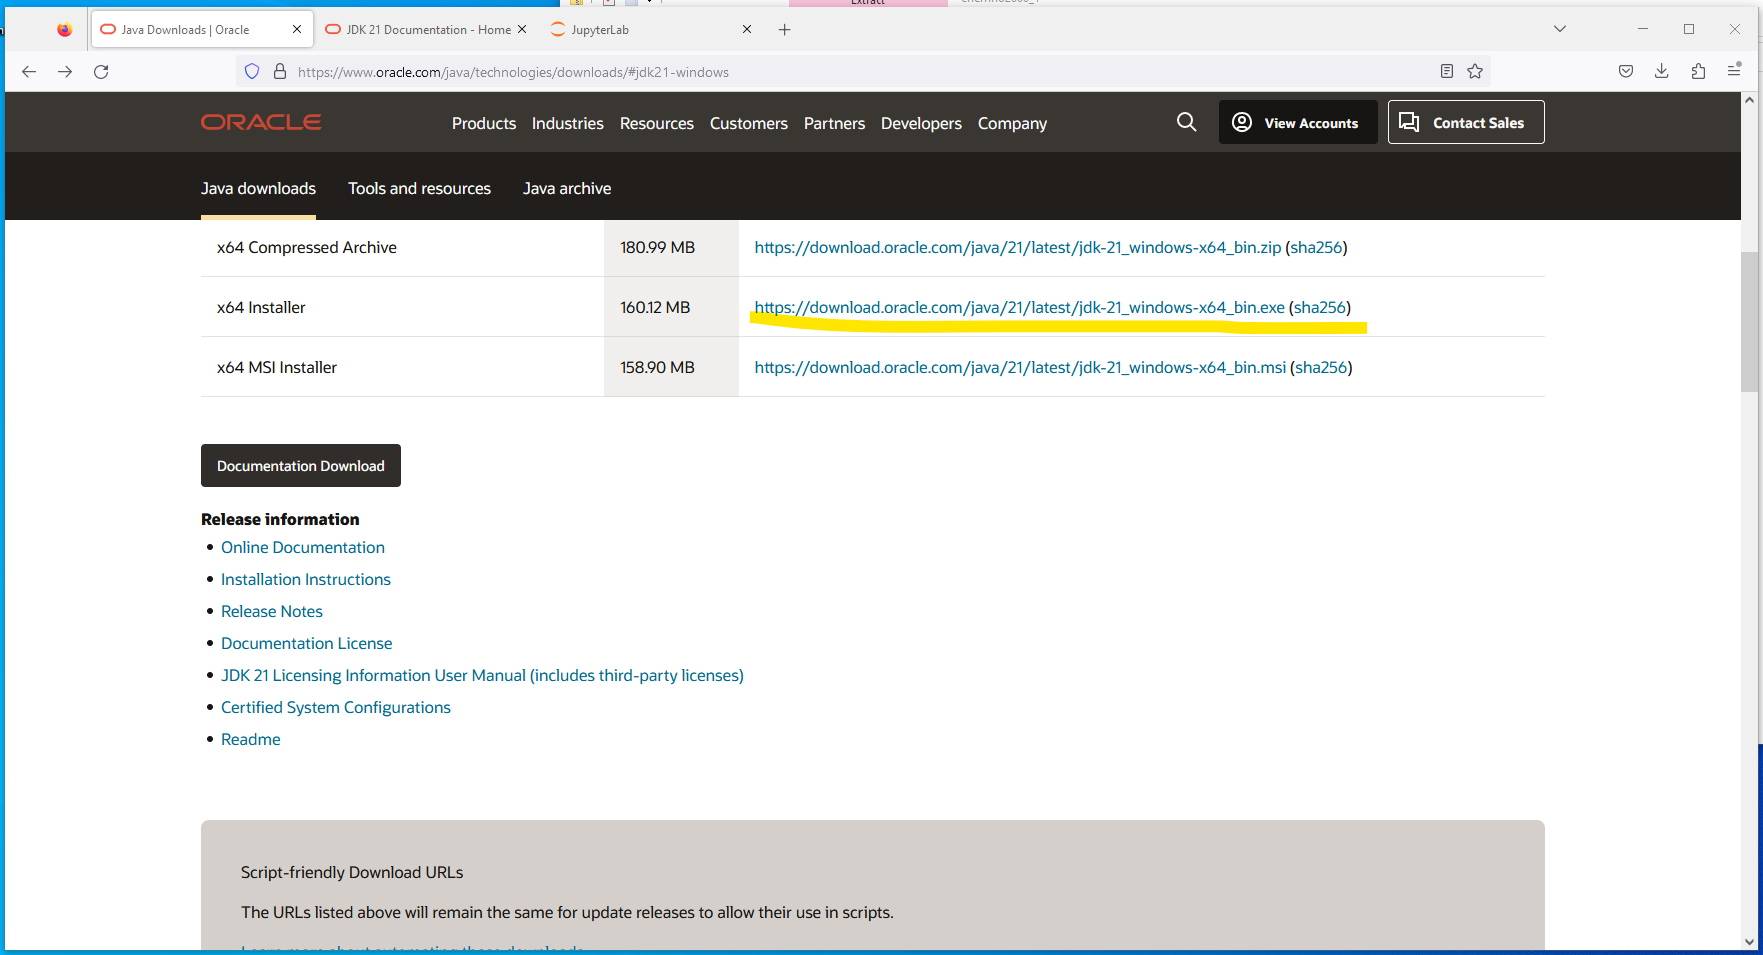 Extract
Java Downloads | Oracle
JDK 21 Documentation - Home
JupyterLab
https://www.oracle.com/java/technologies/downloads/#jdk21-windows
ORACLE
Products Industries Resources Customers Partners Developers Company
View Accounts
Contact Sales
Java downloads Tools and resources Java archive
x64 Compressed Archive 180.99 MB https://download.oracle.com/java/21/latest/jdk-21_windows-x64_bin.zip (sha256)
x64 Installer 160.12 MB https://download.oracle.com/java/21/latest/jdk-21_windows-x64_bin.exe (sha256)
x64 MSI Installer 158.90 MB https://download.oracle.com/java/21/latest/jdk-21_windows-x64_bin.msi (sha256)
Documentation Download
Release information
Online Documentation
Installation Instructions
Release Notes
Documentation License
JDK 21 Licensing Information User Manual (includes third-party licenses)
Certified System Configurations
Readme
Script-friendly Download URLs
The URLs listed above will remain the same for update releases to allow their use in scripts.
Learn more about automating these downloads